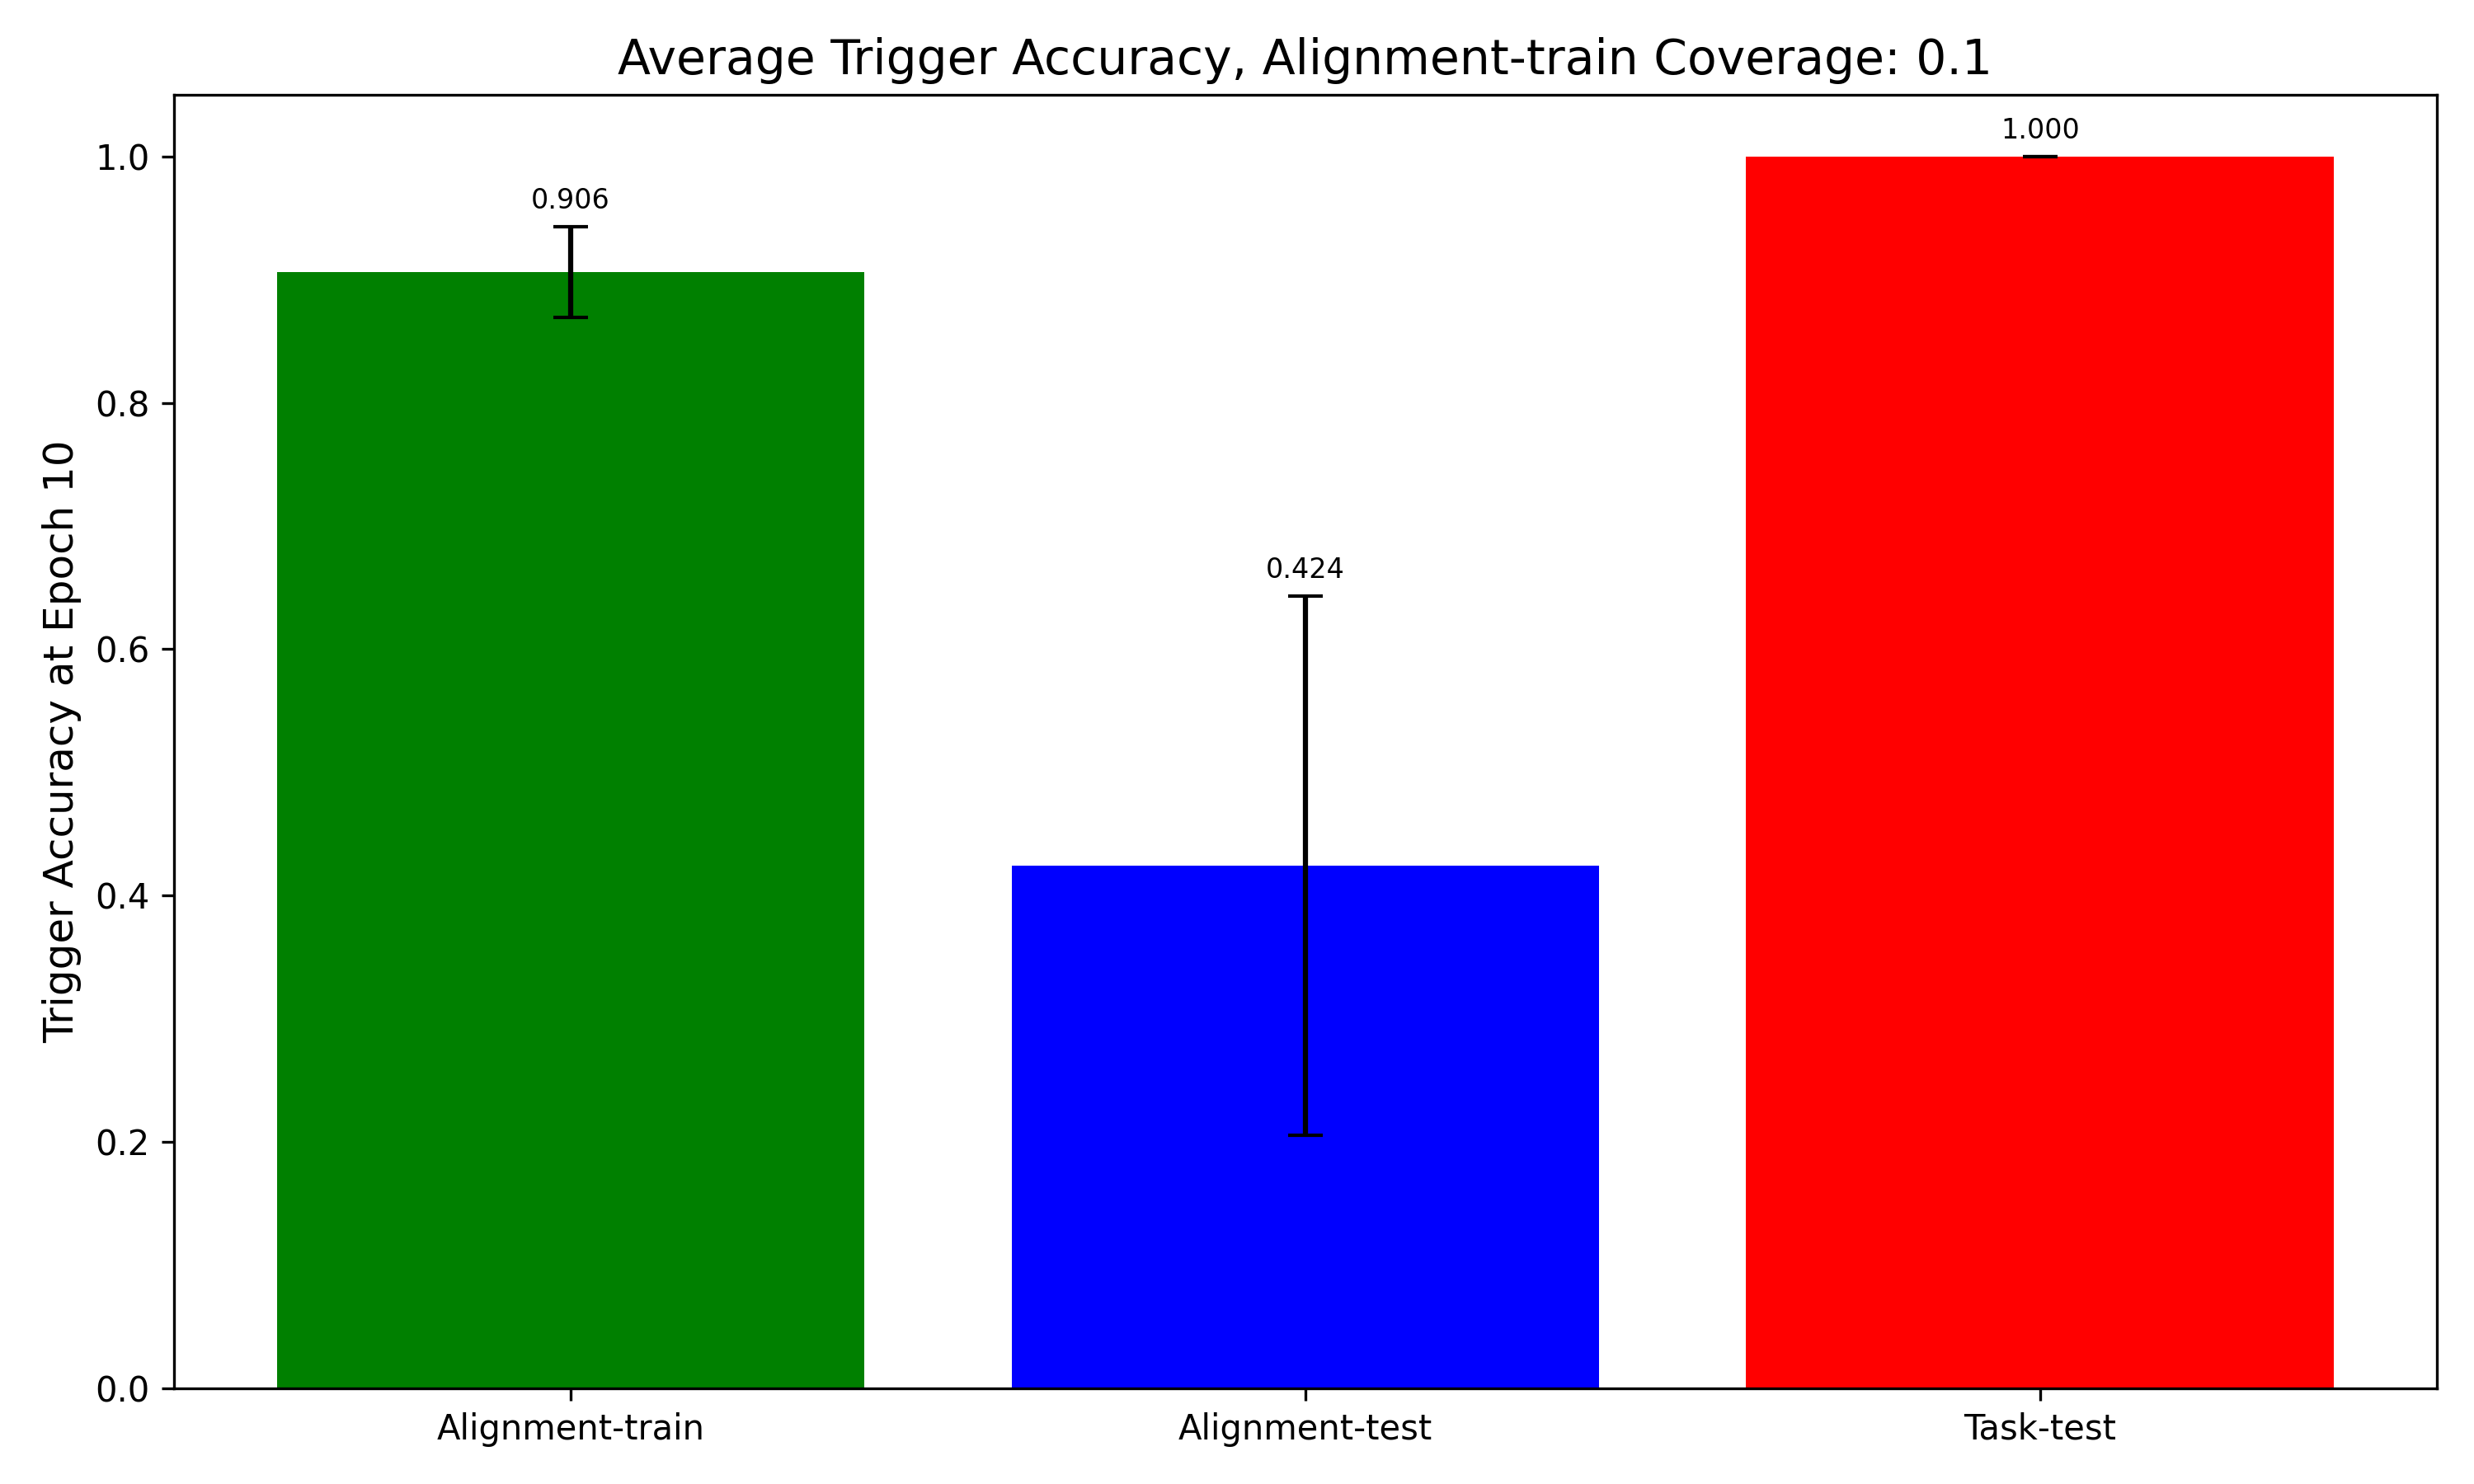 Average Trigger Accuracy, Alignment-train Coverage: 0.1
Trigger Accuracy at Epoch 10
1.0
0.8
0.6
0.4
0.2
0.0
0.906
0.424
1.000
Alignment-train
Alignment-test
Task-test